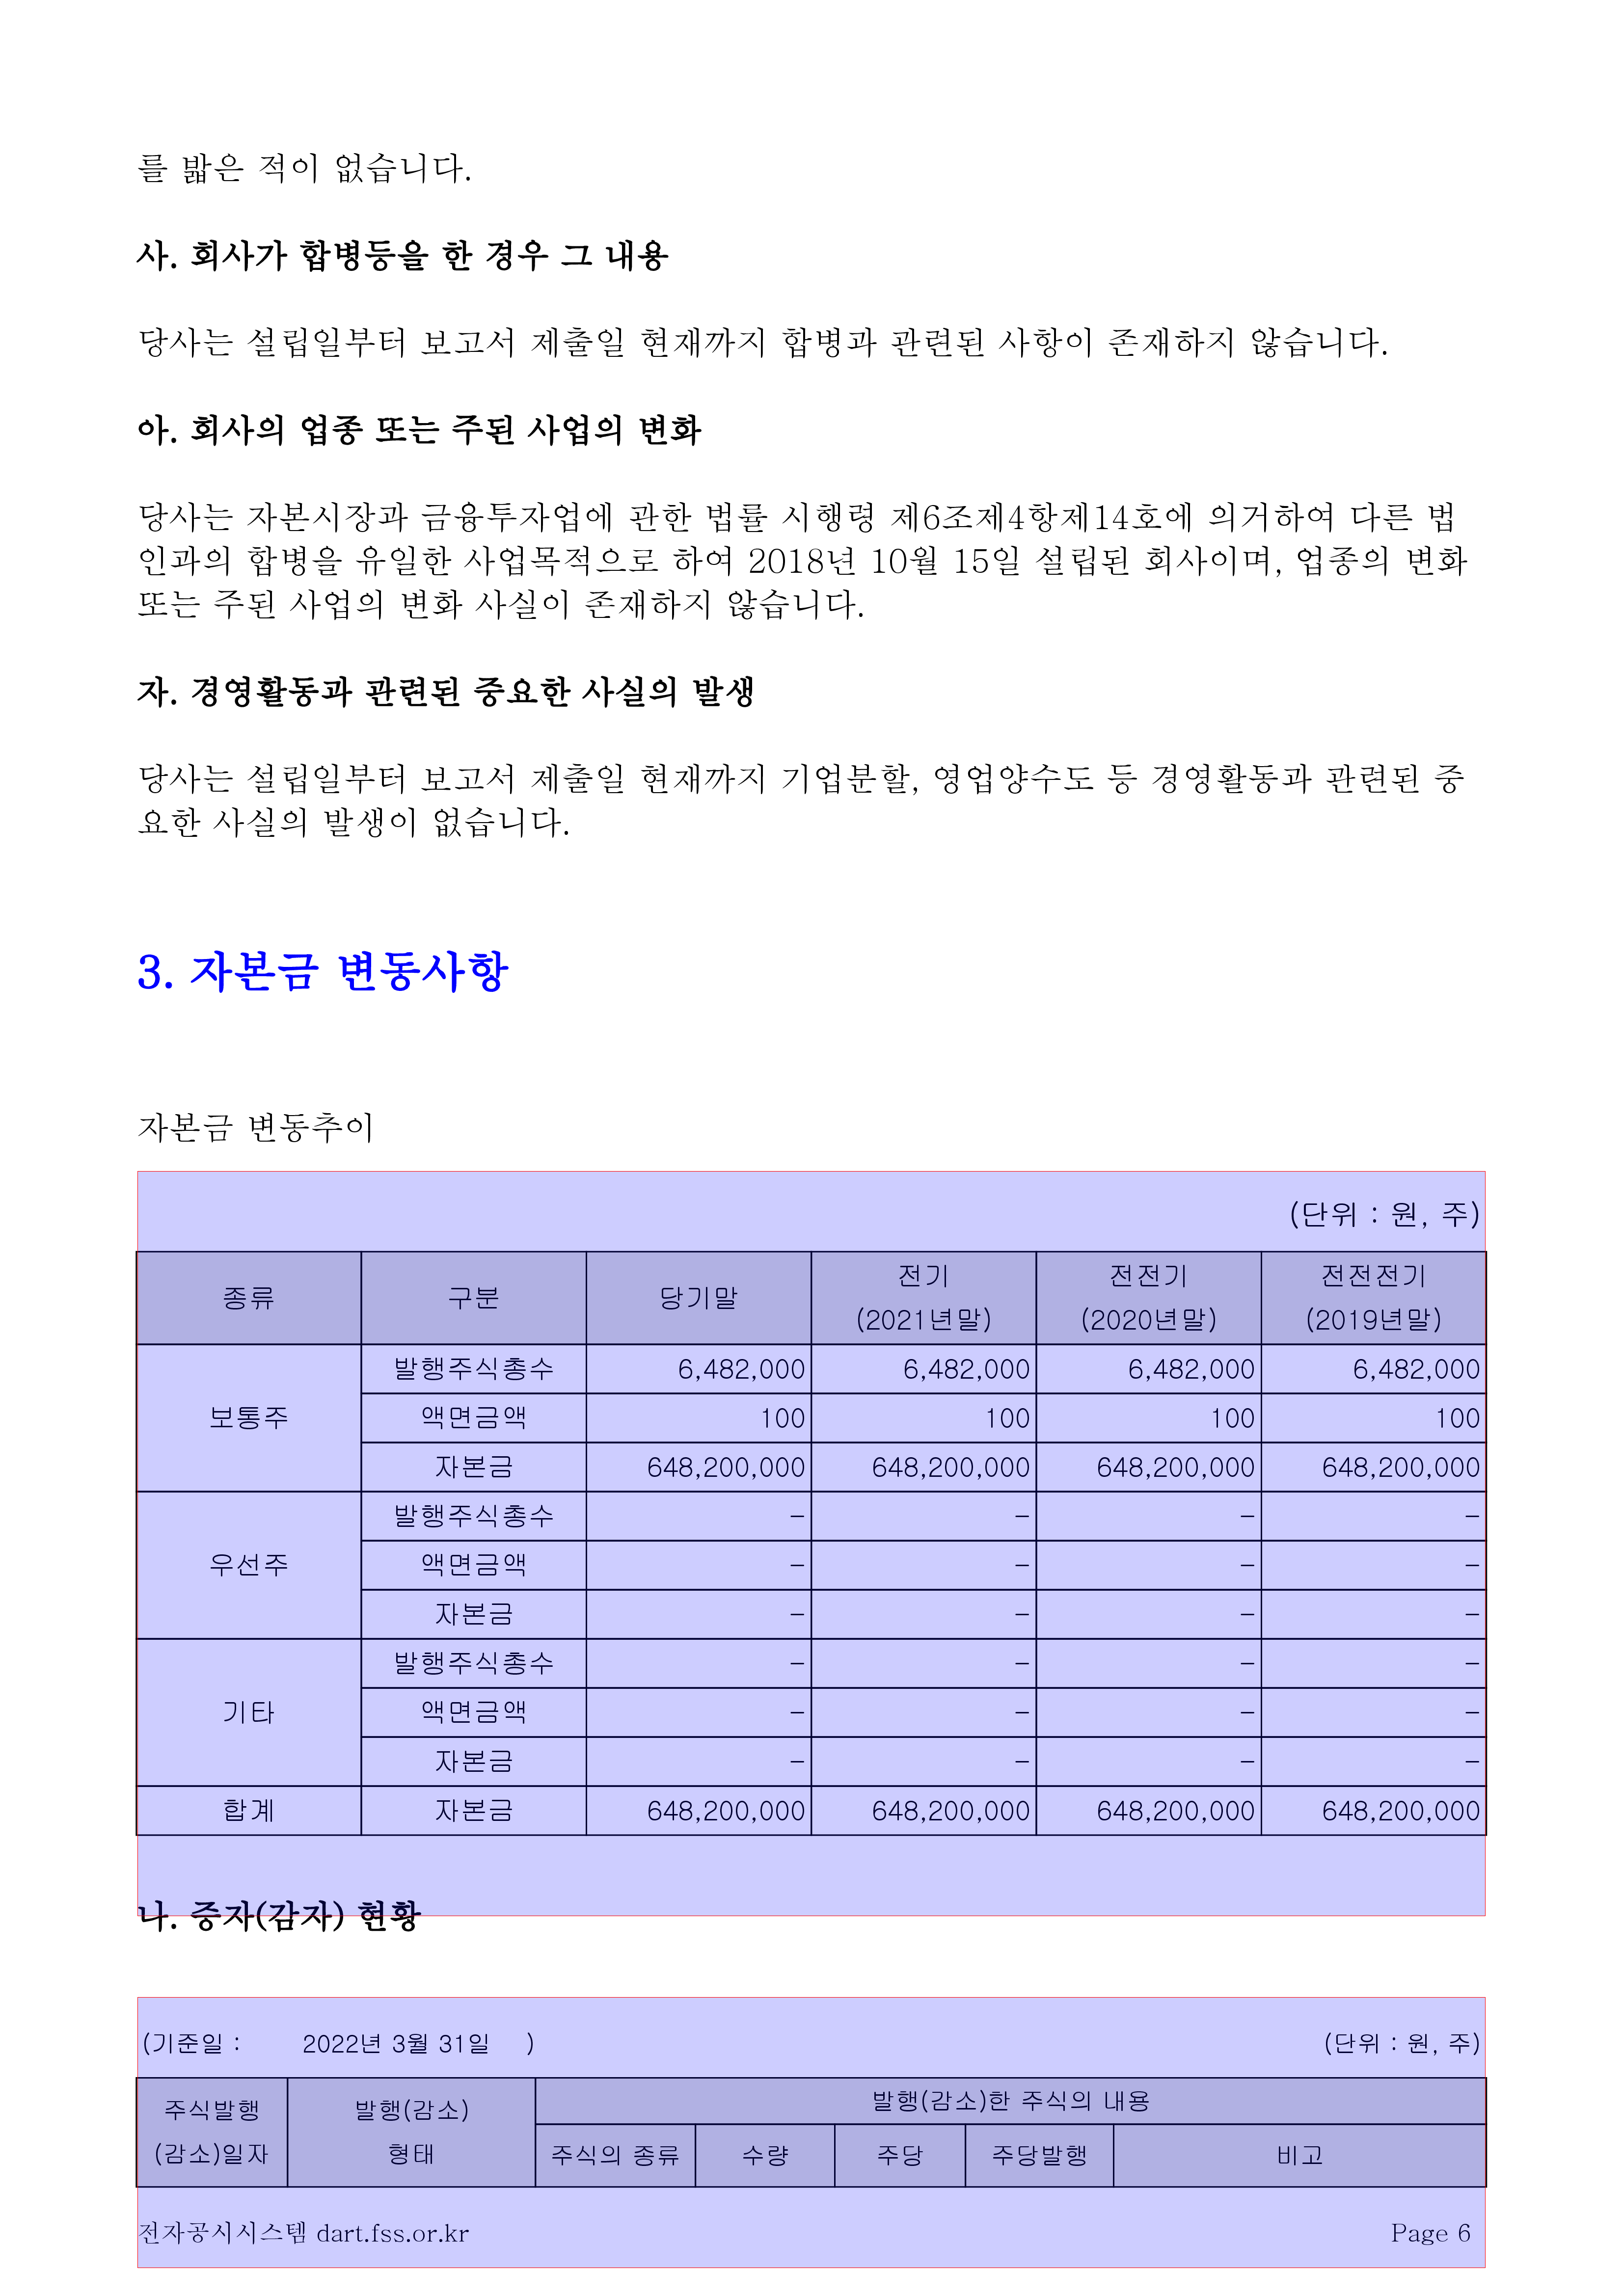 를 밟은 적이 없습니다.
사. 회사가 합병등을 한 경우 그 내용
당사는 설립일부터 보고서 제출일 현재까지 합병과 관련된 사항이 존재하지 않습니다.
아. 회사의 업종 또는 주된 사업의 변화
당사는 자본시장과 금융투자업에 관한 법률 시행령 제6조제4항제14호에 의거하여 다른 법
인과의 합병을 유일한 사업목적으로 하여 2018년 10월 15일 설립된 회사이며, 업종의 변화
또는 주된 사업의 변화 사실이 존재하지 않습니다.
자. 경영활동과 관련된 중요한 사실의 발생
당사는 설립일부터 보고서 제출일 현재까지 기업분할, 영업양수도 등 경영활동과 관련된 중
요한 사실의 발생이 없습니다.
3. 자본금 변동사항
자본금 변동추이
(단위 : 원, 주)
종류 구분 당기말 전기 (2021년말) 전전기 (2020년말) 전전전기 (2019년말)
보통주 발행주식총수 6,482,000 6,482,000 6,482,000 6,482,000
액면금액 100 100 100 100
자본금 648,200,000 648,200,000 648,200,000 648,200,000
우선주 발행주식총수 – – – –
액면금액 – – – –
자본금 – – – –
기타 발행주식총수 – – – –
액면금액 – – – –
자본금 – – – –
합계 자본금 648,200,000 648,200,000 648,200,000 648,200,000
나. 증자(감자) 현황
(기준일 : 2022년 3월 31일 ) (단위 : 원, 주)
주식발행 (감소)일자 발행(감소) 형태 발행(감소)한 주식의 내용
주식의 종류 수량 주당 주당발행 비고
전자공시시스템 dart.fss.or.kr Page 6